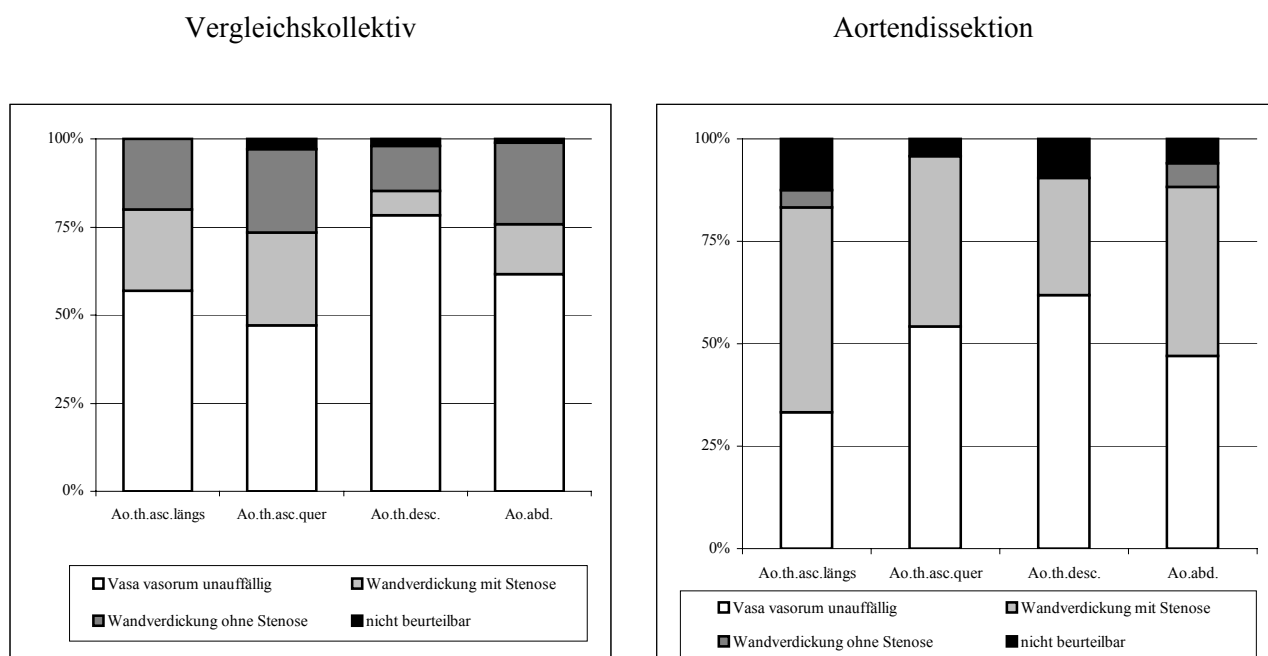 Vergleichskollektiv
100%
75%
50%
25%
0%
Ao.th.asc.längs Ao.th.asc.quer Ao.th.desc. Ao.abd.
Vasa vasorum unauffällig Wandverdickung mit Stenose
Wandverdickung ohne Stenose nicht beurteilbar
Aortendissektion
100%
75%
50%
25%
0%
Ao.th.asc.längs Ao.th.asc.quer Ao.th.desc. Ao.abd.
Vasa vasorum unauffällig Wandverdickung mit Stenose
Wandverdickung ohne Stenose nicht beurteilbar